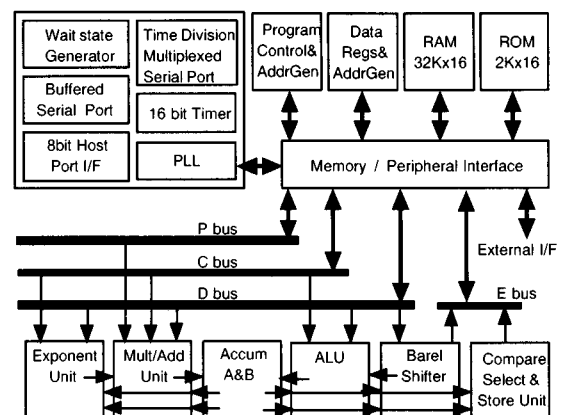 Wait state
Generator
Time Division
Multiplexed
Serial Port
Buffered
Serial Port
16 bit Timer
8bit Host
Port I/F
PLL
Program
Control&
AddrGen
Data
Regs&
AddrGen
RAM
32Kx16
ROM
2Kx16
Memory / Peripheral Interface
P bus
C bus
D bus
External I/F
E bus
Exponent
Unit
Mult/Add
Unit
Accum
A&B
ALU
Barel
Shifter
Compare
Select &
Store Unit